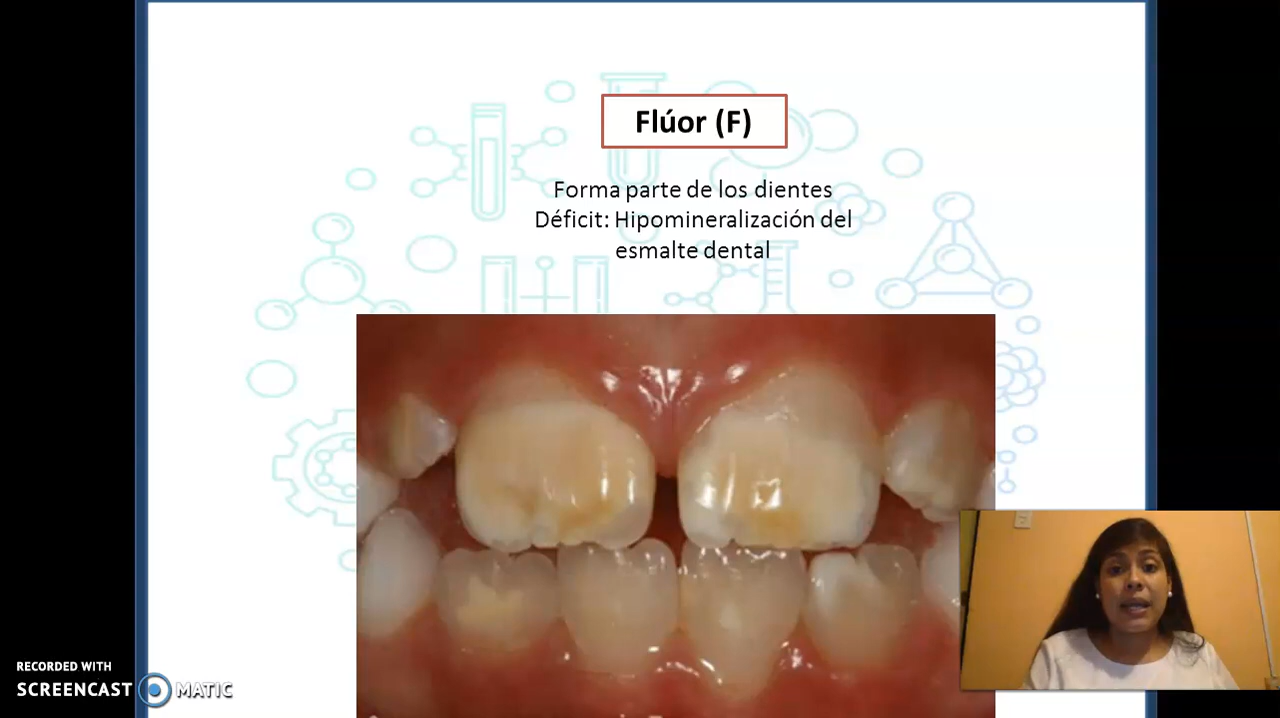 Flúor (F)
Forma parte de los dientes
Déficit: Hipomineralización del
esmalte dental
RECORDED WITH
SCREENCAST MATIC